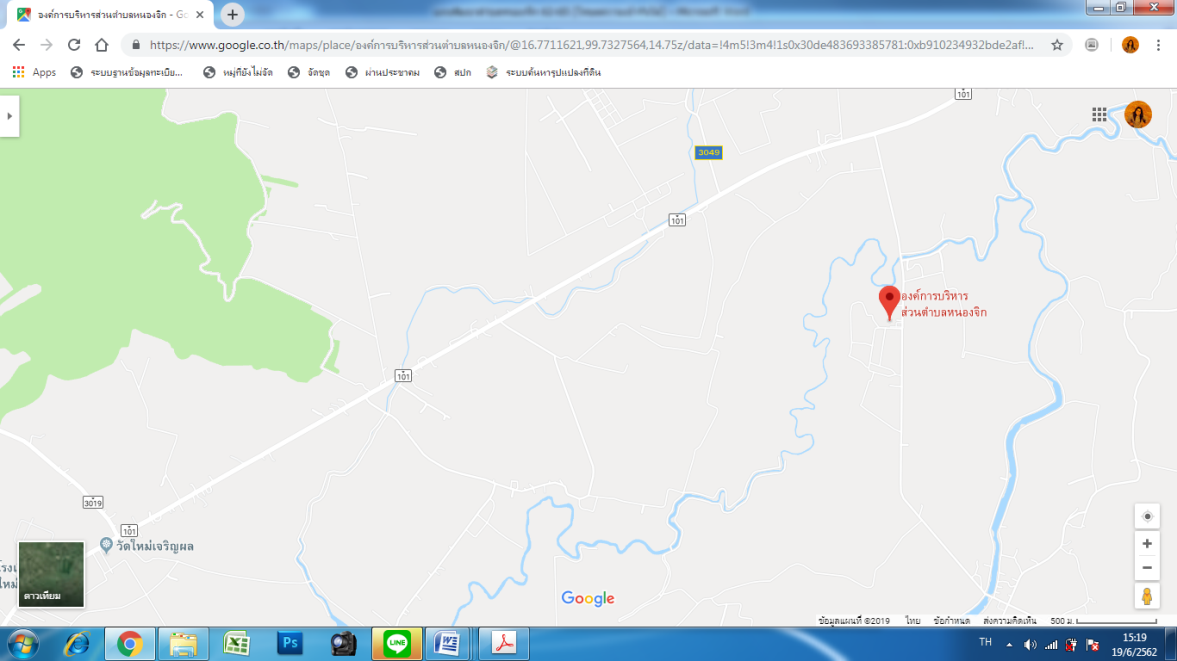 องค์การบริหารส่วนตำบลหนองจิก - Go
https://www.google.co.th/maps/place/องค์การบริหารส่วนตำบลหนองจิก/@16.7711621,99.7327564,14.75z/data=!4m5!3m4!1s0x30de483693385781:0xb910234932bde2af!...
Apps ระบบฐานข้อมูลทะเบีย... หมู่ที่ยังไม่จัด จัดชุด ผ่านประชาคม สปก ระบบค้นหารูปแปลงที่ดิน
101
3049
101
องค์การบริหาร
ส่วนตำบลหนองจิก
101
3019
101
วัดใหม่เจริญผล
ดาวเทียม
Google
ข้อมูลแผนที่ ©2019 ไทย ข้อกำหนด ส่งความคิดเห็น 500 ม.
Ps
LINE
TH
15:19
19/6/2562